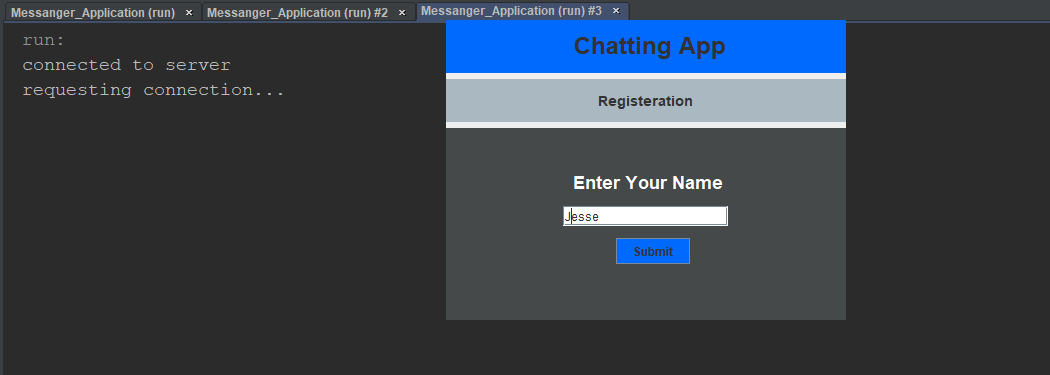 Messanger_Application (run) × Messanger_Application (run) #2 × Messanger_Application (run) #3 ×
run:
connected to server
requesting connection...
Chatting App
Registeration
Enter Your Name
Jesse
Submit